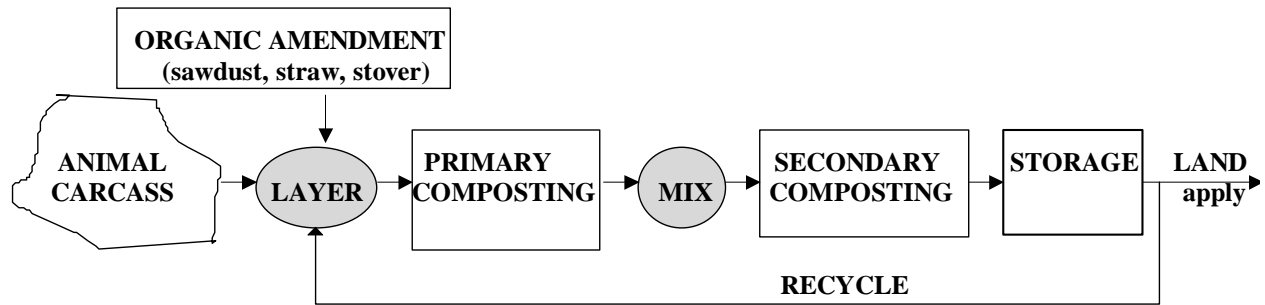 ORGANIC AMENDMENT
(sawdust, straw, stover)
ANIMAL
CARCASS
LAYER
PRIMARY
COMPOSTING
MIX
SECONDARY
COMPOSTING
STORAGE
LAND
apply
RECYCLE